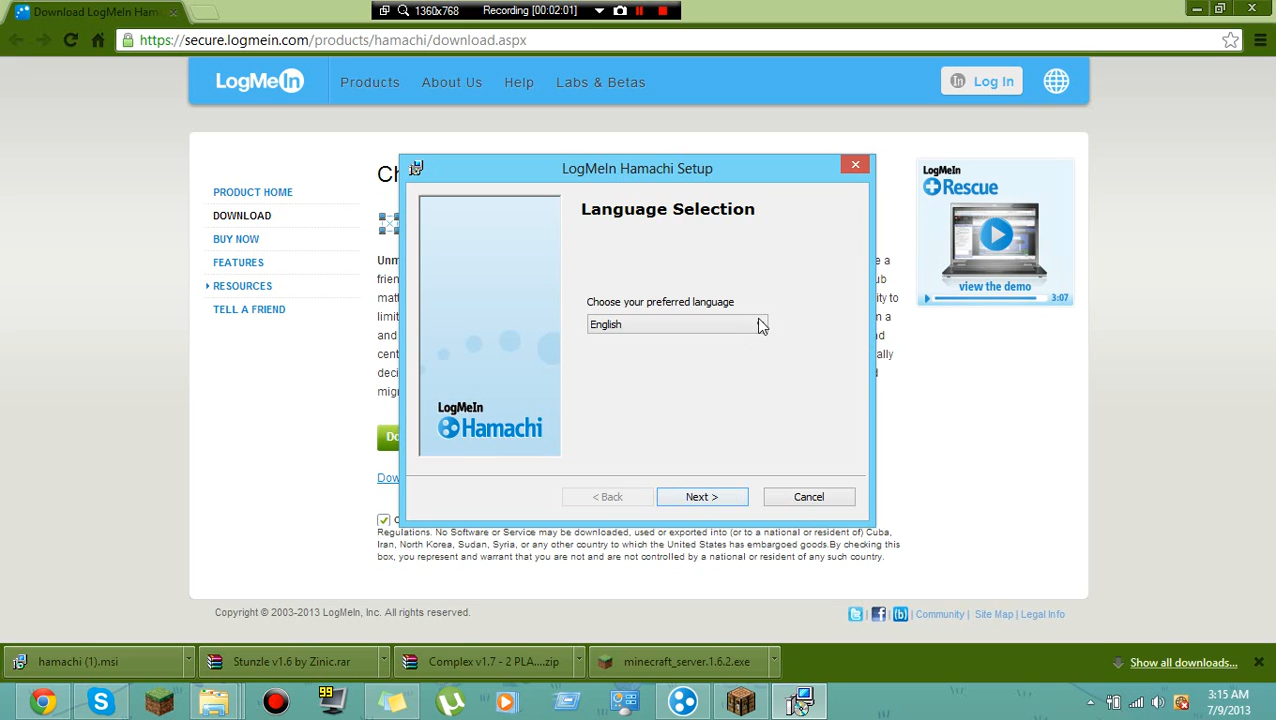 Download LogMeIn Ham
1360x768
Recording [00:02:01]
https://secure.logmein.com/products/hamachi/download.aspx
LogMeIn
Products
About Us
Help
Labs & Betas
in
Log In
PRODUCT HOME
DOWNLOAD
BUY NOW
FEATURES
RESOURCES
TELL A FRIEND
LogMeIn Hamachi Setup
Language Selection
Choose your preferred language
English
LogMeIn
Hamachi
< Back
Next >
Cancel
LogMeIn
Rescue
view the demo
3:07
Regulations. No Software or Service may be downloaded, used or exported into (or to a national or resident of) Cuba,
Iran, North Korea, Sudan, Syria, or any other country to which the United States has embargoed goods.By checking this
box, you represent and warrant that you are not and are not controlled by a national or resident of any such country.
Copyright © 2003-2013 LogMeIn, Inc. All rights reserved.
| Community | Site Map | Legal Info
hamachi (1).msi
Stunzle v1.6 by Zinic.rar
Complex v1.7 - 2 PLA....zip
minecraft_server.1.6.2.exe
Show all downloads...
99
3:15 AM
7/9/2013